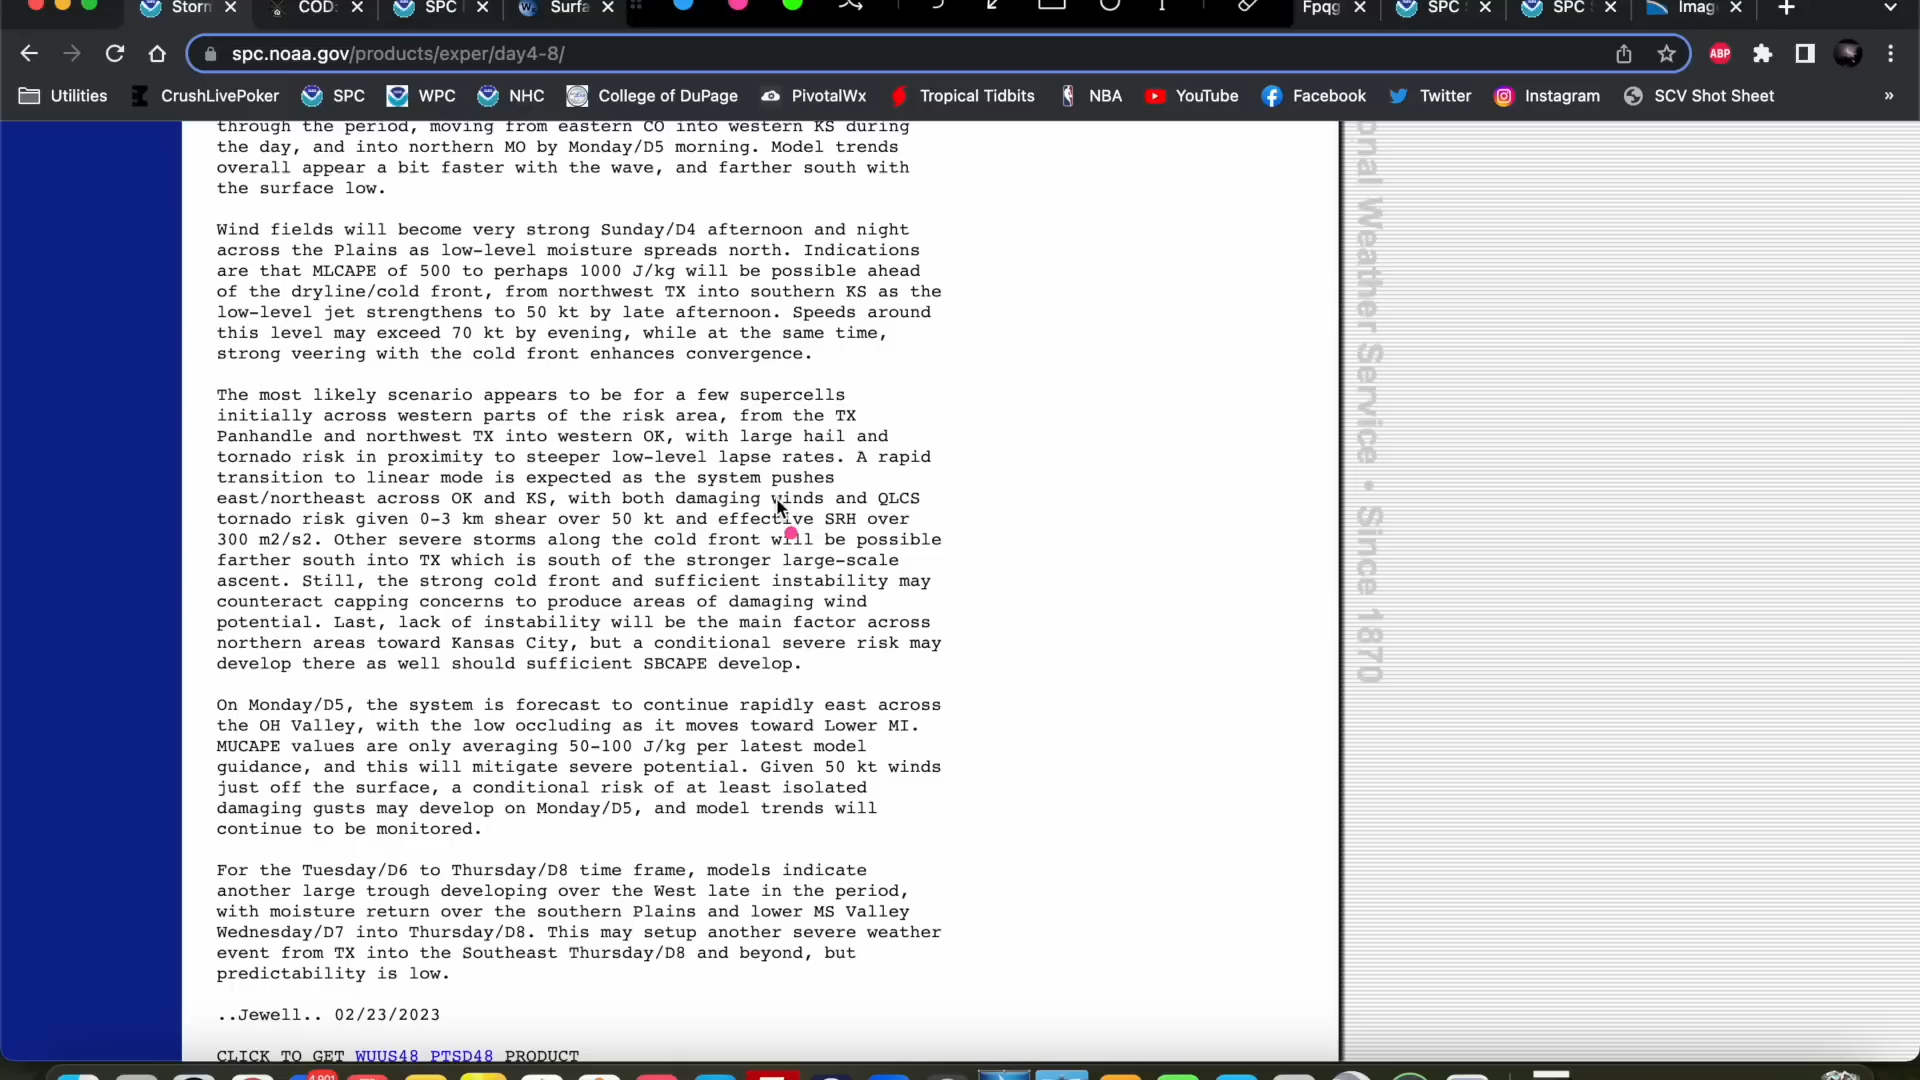 Storm
COD:
SPC
Surfa
Fpqg
SPC
SPC
Imag
spc.noaa.gov/products/exper/day4-8/
ABP
Utilities
CrushLivePoker
SPC
WPC
NHC
College of DuPage
PivotalWx
Tropical Tidbits
NBA
YouTube
Facebook
Twitter
Instagram
SCV Shot Sheet
»
through the period, moving from eastern CO into western KS during
the day, and into northern MO by Monday/D5 morning. Model trends
overall appear a bit faster with the wave, and farther south with
the surface low.
Wind fields will become very strong Sunday/D4 afternoon and night
across the Plains as low-level moisture spreads north. Indications
are that MLCAPE of 500 to perhaps 1000 J/kg will be possible ahead
of the dryline/cold front, from northwest TX into southern KS as the
low-level jet strengthens to 50 kt by late afternoon. Speeds around
this level may exceed 70 kt by evening, while at the same time,
strong veering with the cold front enhances convergence.
The most likely scenario appears to be for a few supercells
initially across western parts of the risk area, from the TX
Panhandle and northwest TX into western OK, with large hail and
tornado risk in proximity to steeper low-level lapse rates. A rapid
transition to linear mode is expected as the system pushes
east/northeast across OK and KS, with both damaging winds and QLCS
tornado risk given 0-3 km shear over 50 kt and effective SRH over
300 m2/s2. Other severe storms along the cold front will be possible
farther south into TX which is south of the stronger large-scale
ascent. Still, the strong cold front and sufficient instability may
counteract capping concerns to produce areas of damaging wind
potential. Last, lack of instability will be the main factor across
northern areas toward Kansas City, but a conditional severe risk may
develop there as well should sufficient SBCAPE develop.
On Monday/D5, the system is forecast to continue rapidly east across
the OH Valley, with the low occluding as it moves toward Lower MI.
MUCAPE values are only averaging 50-100 J/kg per latest model
guidance, and this will mitigate severe potential. Given 50 kt winds
just off the surface, a conditional risk of at least isolated
damaging gusts may develop on Monday/D5, and model trends will
continue to be monitored.
For the Tuesday/D6 to Thursday/D8 time frame, models indicate
another large trough developing over the West late in the period,
with moisture return over the southern Plains and lower MS Valley
Wednesday/D7 into Thursday/D8. This may setup another severe weather
event from TX into the Southeast Thursday/D8 and beyond, but
predictability is low.
..Jewell.. 02/23/2023
CLICK TO GET WUUS48 PTSD48 PRODUCT
onal Weather Service • Since 1870
4,901